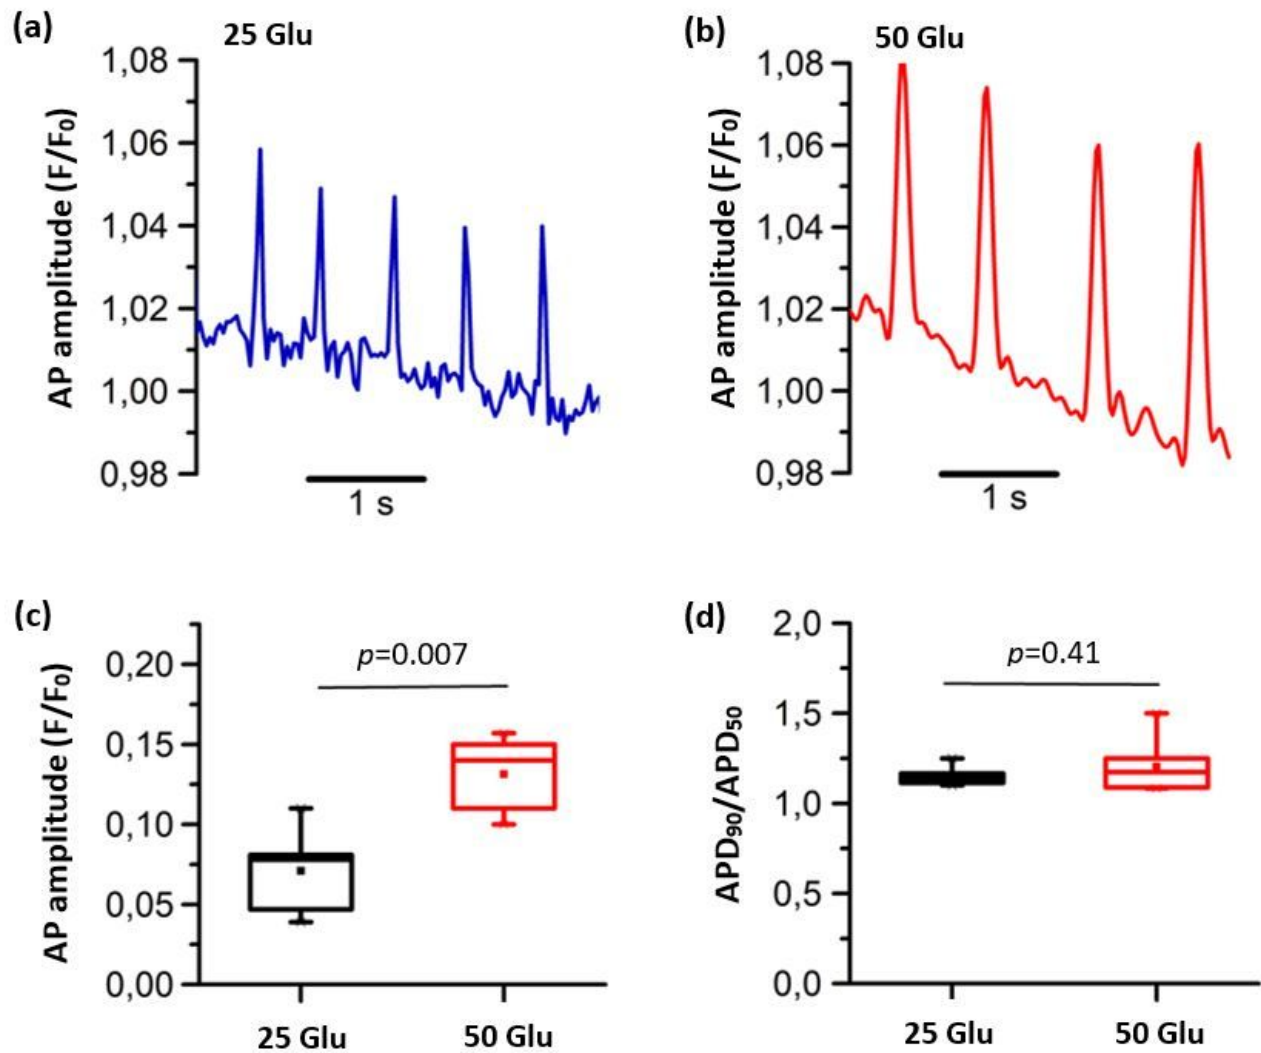 (a)
25 Glu
AP amplitude (F/F₀)
1,08
1,06
1,04
1,02
1,00
0,98
1 s
(b)
50 Glu
AP amplitude (F/F₀)
1,08
1,06
1,04
1,02
1,00
0,98
1 s
(c)
AP amplitude (F/F₀)
0,20
0,15
0,10
0,05
0,00
p=0.007
25 Glu
50 Glu
(d)
APD₉₀/APD₅₀
2,0
1,5
1,0
0,5
0,0
p=0.41
25 Glu
50 Glu